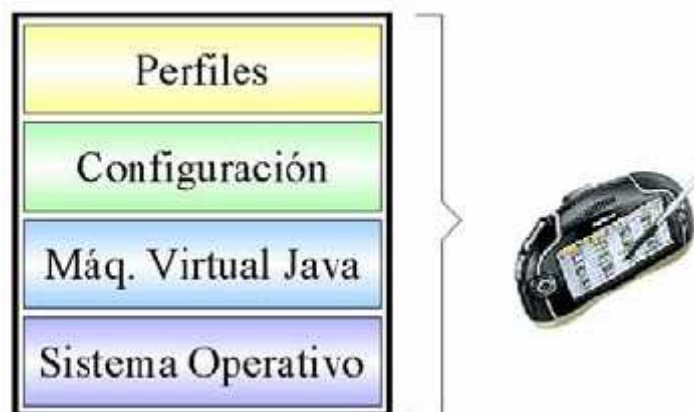 Perfiles
Configuración
Máq. Virtual Java
Sistema Operativo